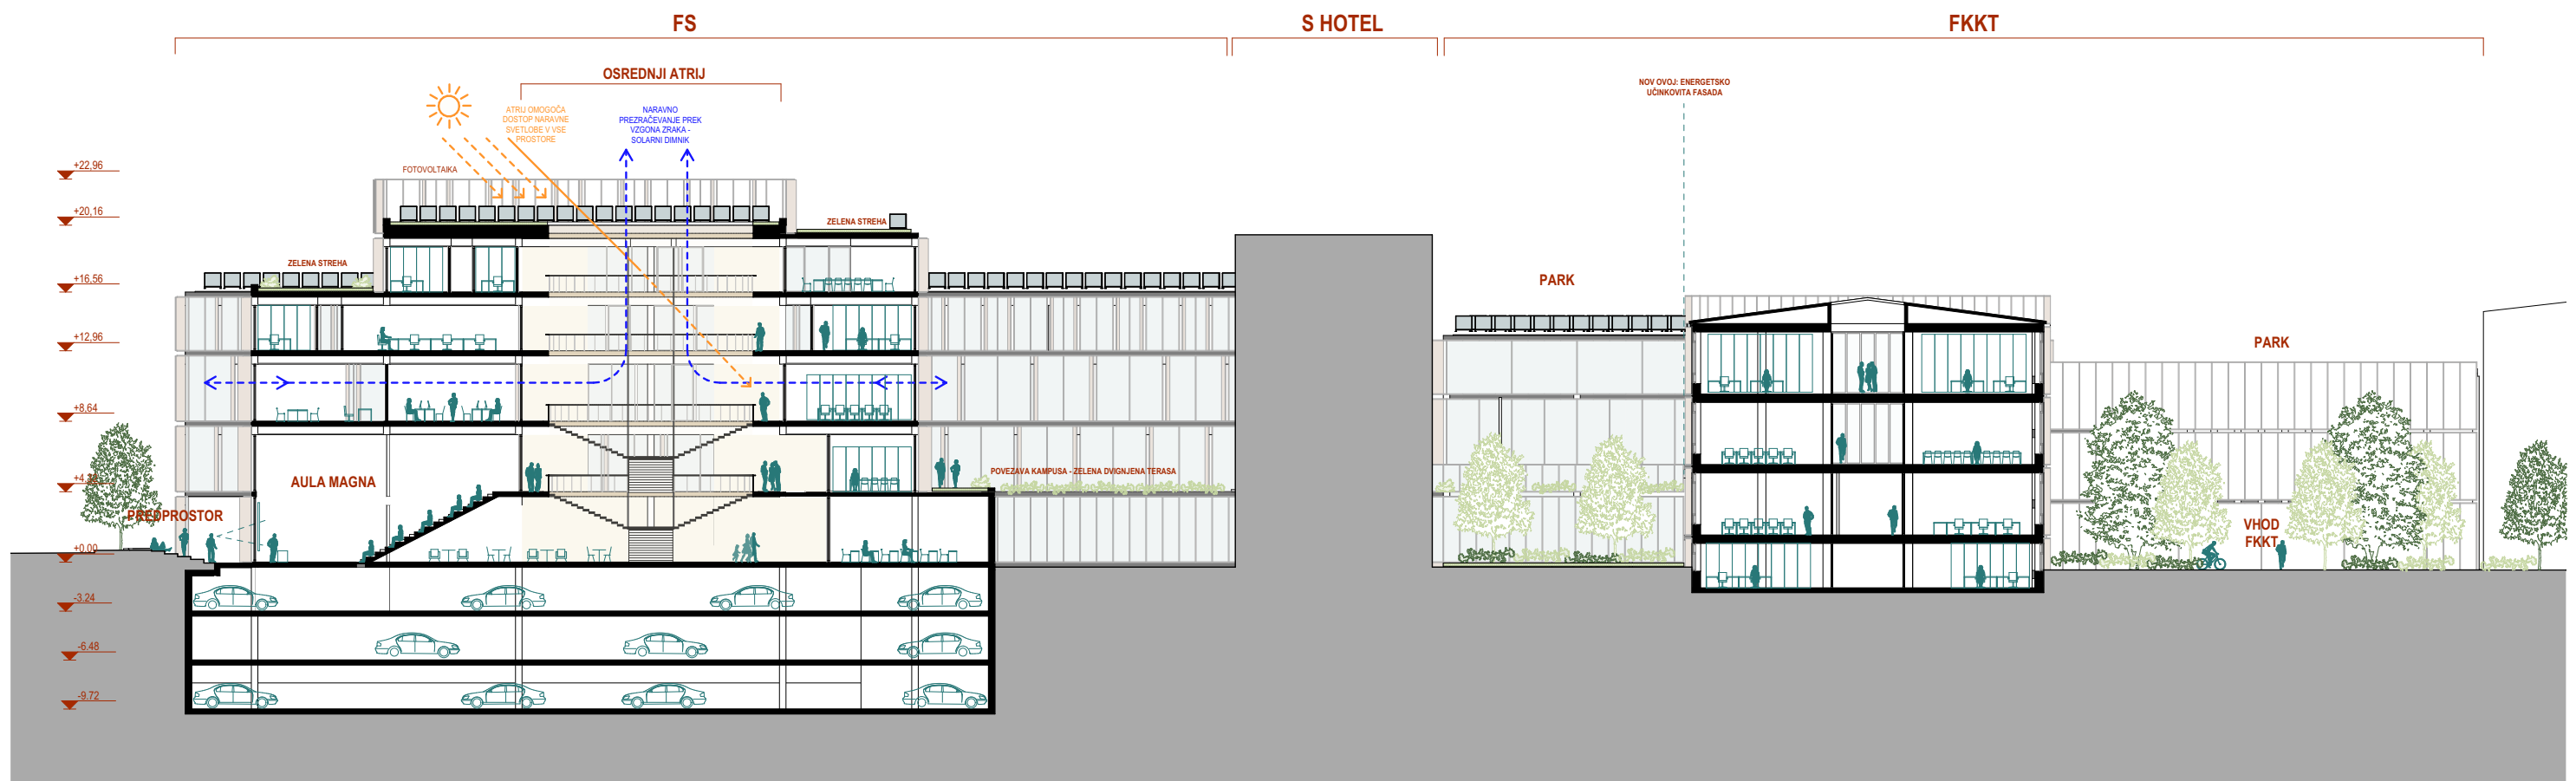 FS
S HOTEL
FKKT
OSREDNJI ATRIJ
NOV OVOJ: ENERGETSKO
UČINKOVITA FASADA
ATRIJ OMOGOČA
DOSTOP NARAVNE
SVETLOBE V VSE
PROSTORE
NARAVNO
PREZRAČEVANJE PREK
VZGONA ZRAKA -
SOLARNI DIMNIK
+22,96
FOTOVOLTAIKA
+20,16
ZELENA STREHA
ZELENA STREHA
+16,56
PARK
+12,96
PARK
+8,64
POVEZAVA KAMPUSA - ZELENA DVIGNJENA TERASA
AULA MAGNA
PREDPROSTOR
VHOD
FKKT
+0.00
-3.24
-6.48
-9.72